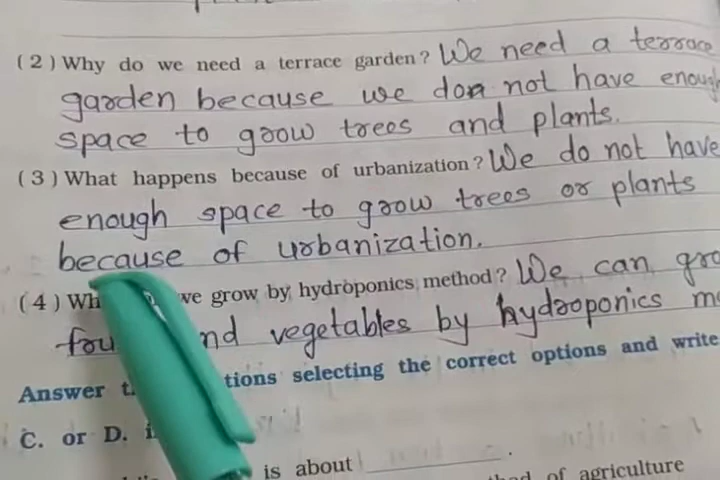 (2) Why do we need a terrace garden? We need a terrace
garden because we don not have enough
space to grow trees and plants.
(3) What happens because of urbanization? We do not have
enough space to grow trees or plants
because of urbanization.
(4) we grow by hydroponics method? We can
and vegetables by hydroponics
Answer selecting the correct options and write
C. or D.
is about ________ .
of agriculture